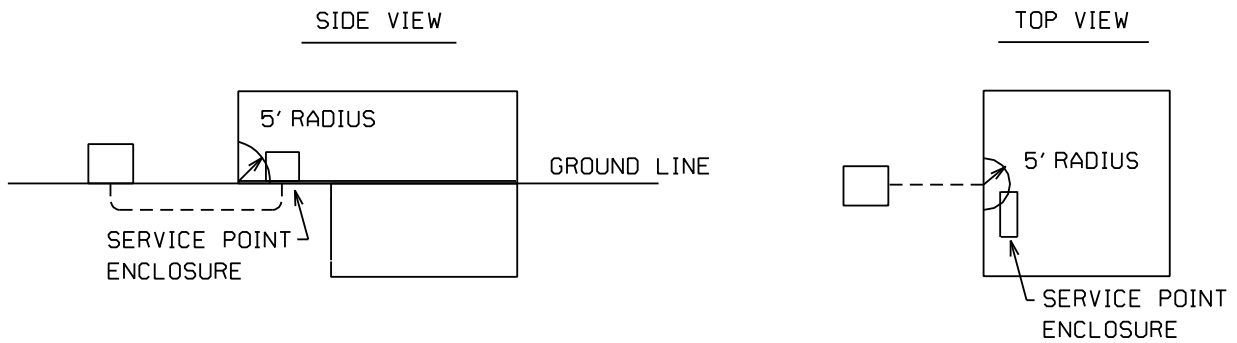 SIDE VIEW
5' RADIUS
GROUND LINE
SERVICE POINT
ENCLOSURE
TOP VIEW
5' RADIUS
SERVICE POINT
ENCLOSURE